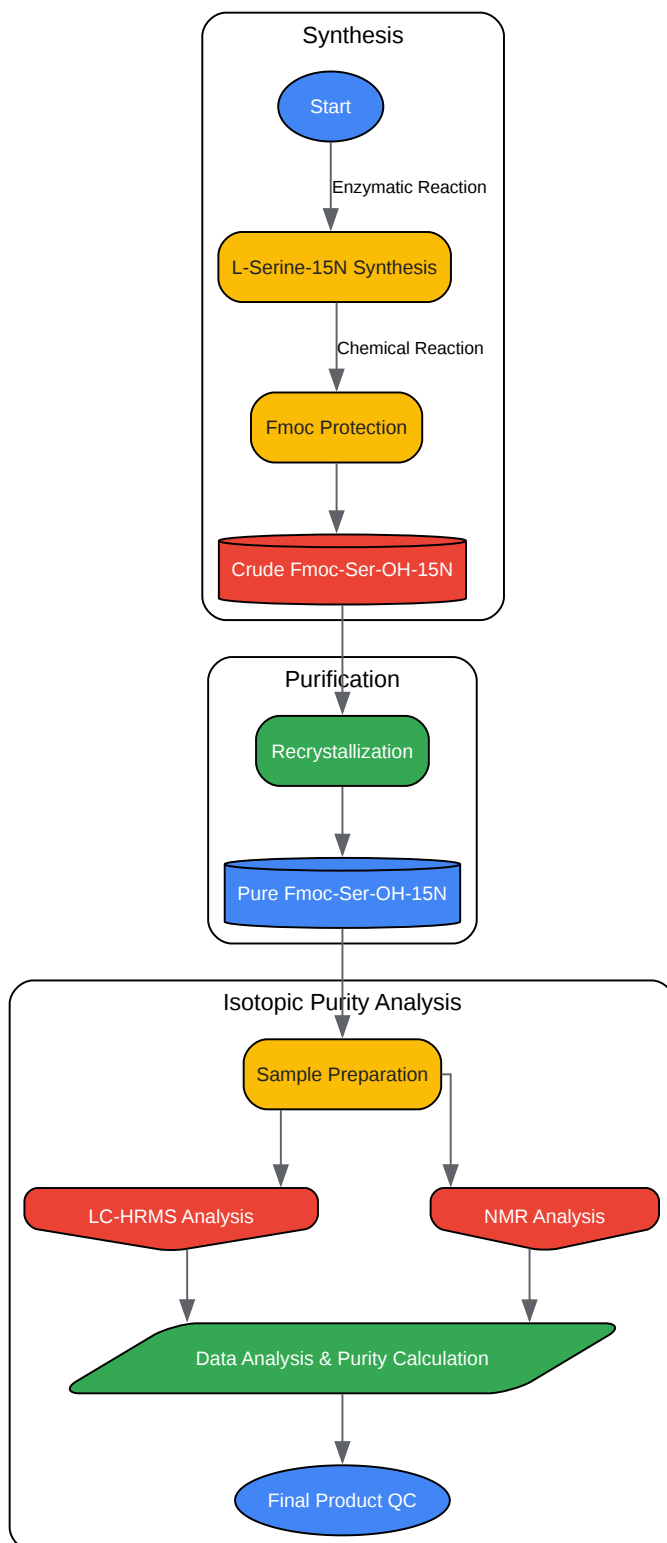 Synthesis
Start
Enzymatic Reaction
L-Serine-15N Synthesis
Chemical Reaction
Fmoc Protection
Crude Fmoc-Ser-OH-15N
Purification
Recrystallization
Pure Fmoc-Ser-OH-15N
Isotopic Purity Analysis
Sample Preparation
LC-HRMS Analysis
NMR Analysis
Data Analysis & Purity Calculation
Final Product QC